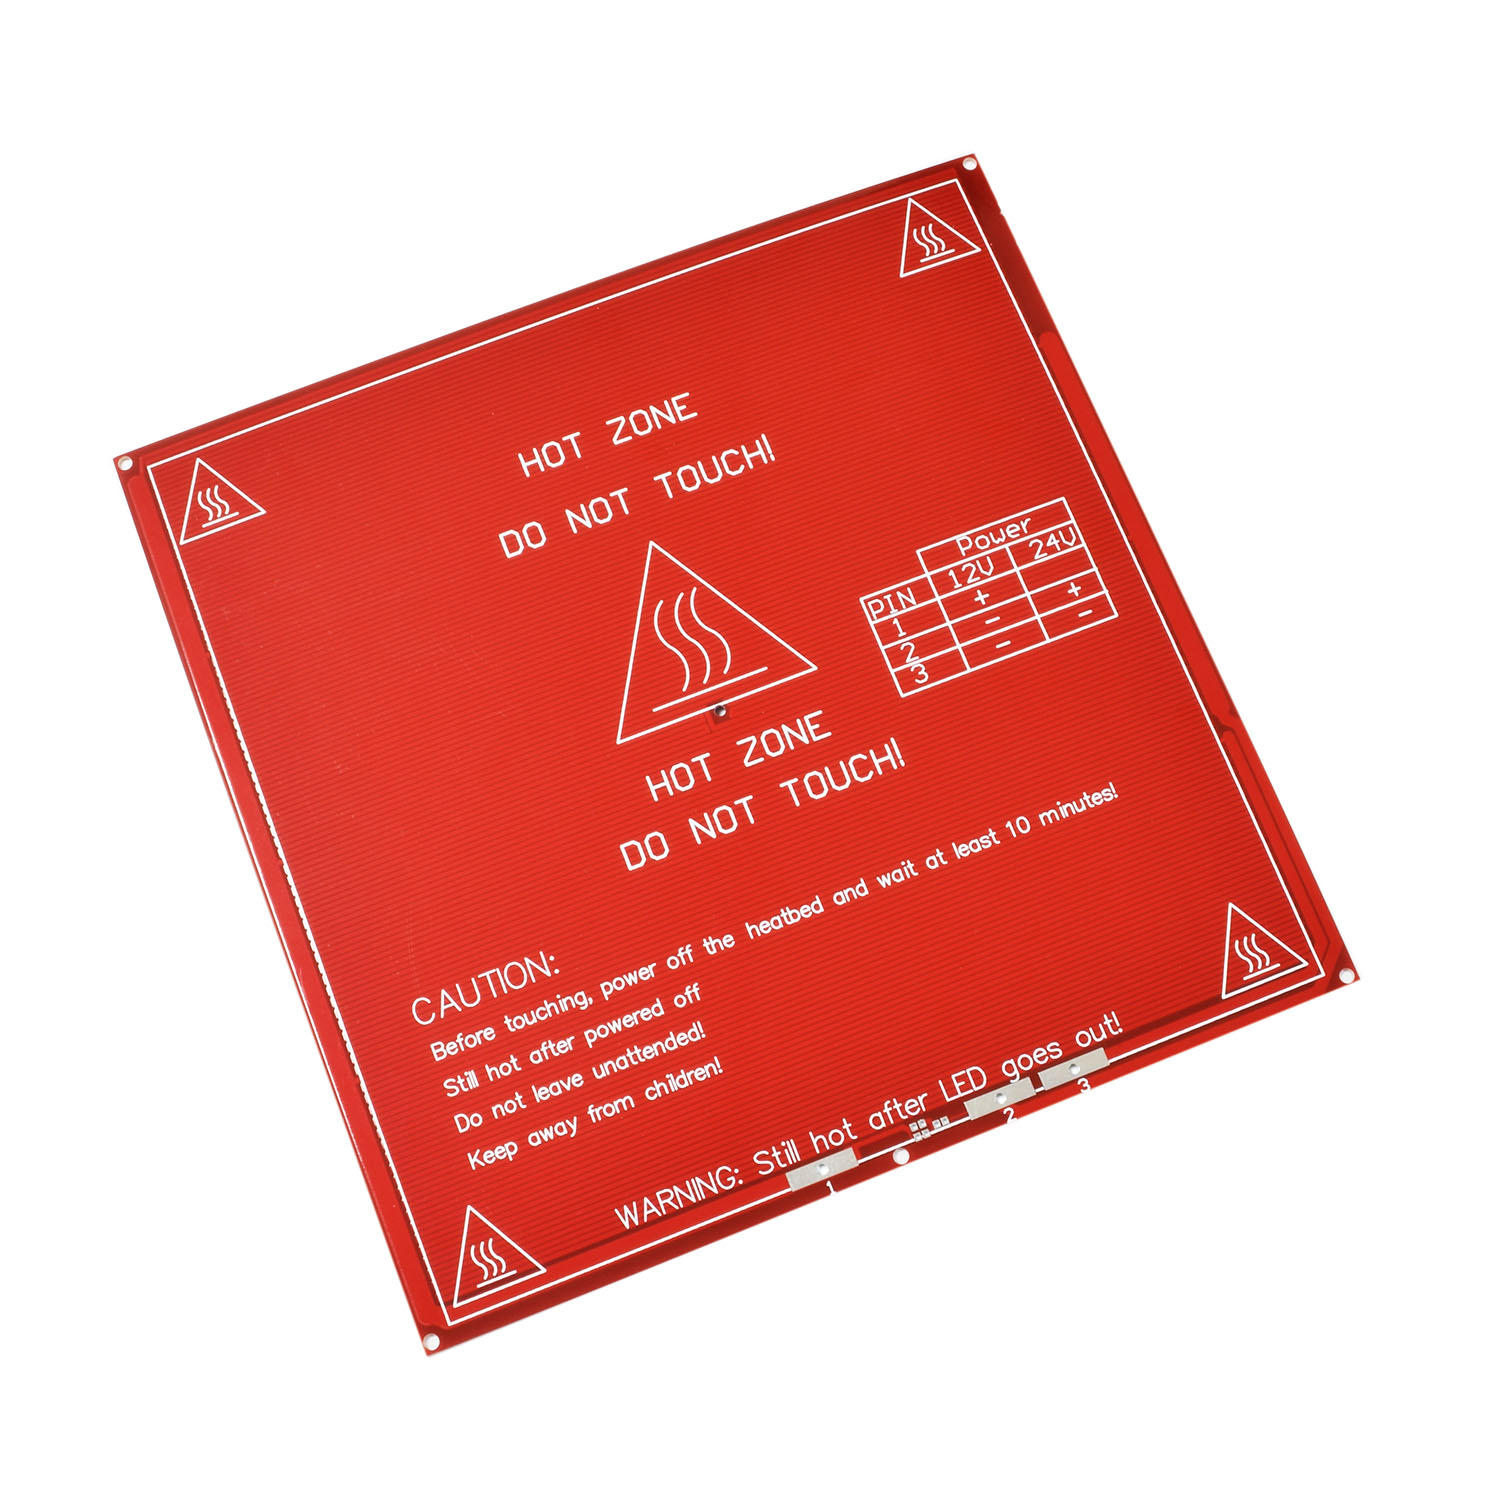 HOT ZONE
DO NOT TOUCH!
Power
PIN 12V 24V
1 +
2 - +
3 - -
HOT ZONE
DO NOT TOUCH!
CAUTION:
Before touching, power off the heatbed and wait at least 10 minutes!
Still hot after powered off
Do not leave unattended!
Keep away from children!
WARNING: Still hot after LED goes out!
1 2 3